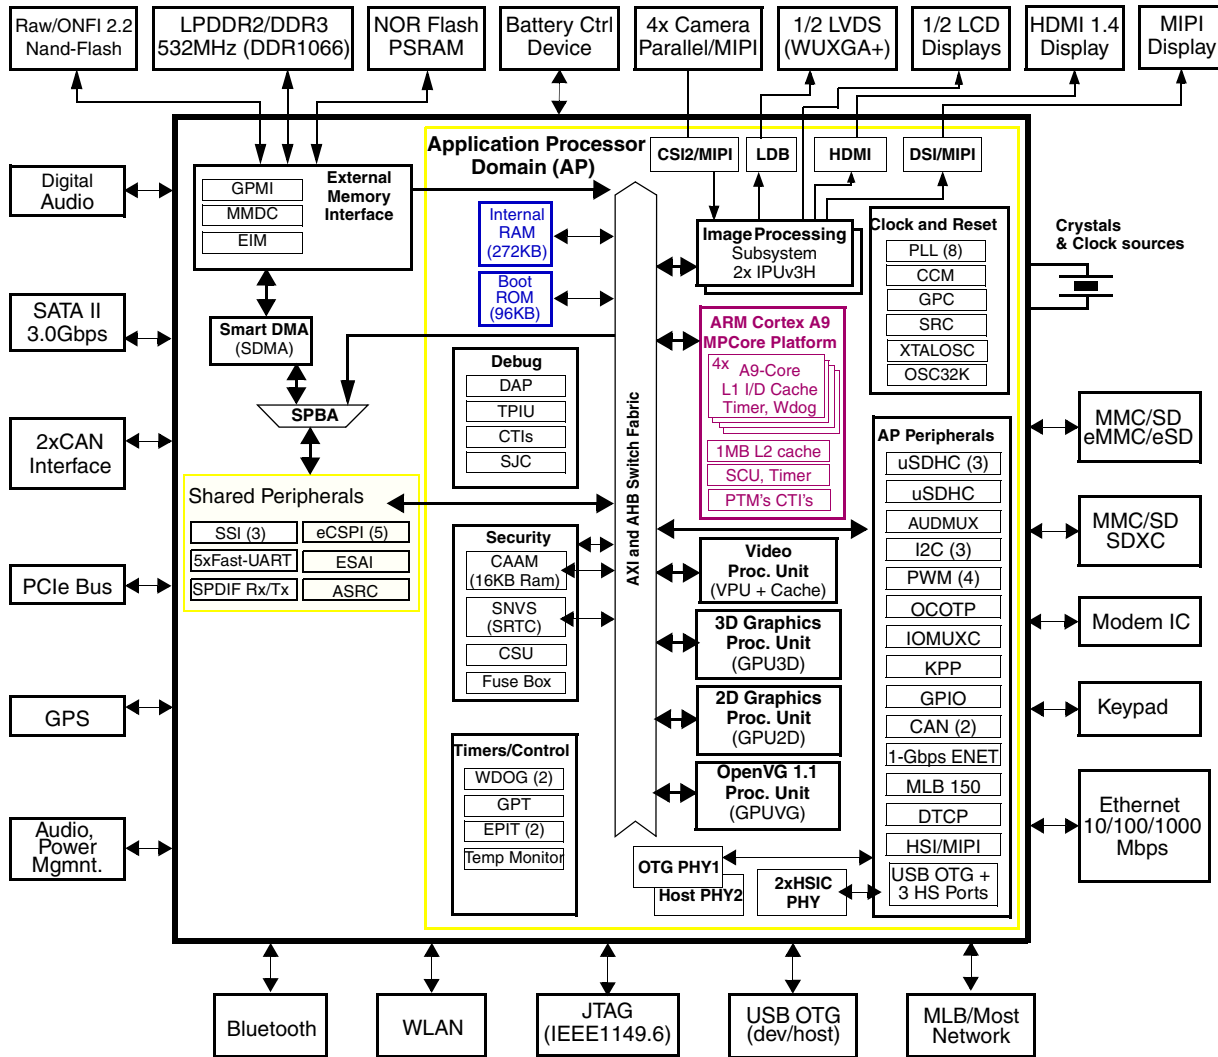 Raw/ONFI 2.2
Nand-Flash
LPDDR2/DDR3
532MHz (DDR1066)
NOR Flash
PSRAM
Battery Ctrl
Device
4x Camera
Parallel/MIPI
1/2 LVDS
(WUXGA+)
1/2 LCD
Displays
HDMI 1.4
Display
MIPI
Display
Application Processor
Domain (AP)
CSI2/MIPI
LDB
HDMI
DSI/MIPI
Digital
Audio
SATA II
3.0Gbps
2xCAN
Interface
PCIe Bus
GPS
Audio,
Power
Mgmnt.
External
Memory
Interface
GPMI
MMDC
EIM
Smart DMA
(SDMA)
SPBA
Shared Peripherals
SSI (3)
eCSPI (5)
5xFast-UART
ESAI
SPDIF Rx/Tx
ASRC
Internal
RAM
(272KB)
Boot
ROM
(96KB)
Debug
DAP
TPIU
CTIs
SJC
Security
CAAM
(16KB Ram)
SNVS
(SRTC)
CSU
Fuse Box
Timers/Control
WDOG (2)
GPT
EPIT (2)
Temp Monitor
AXI and AHB Switch Fabric
Image Processing
Subsystem
2x IPUv3H
ARM Cortex A9
MPCore Platform
4x
A9-Core
L1 I/D Cache
Timer, Wdog
1MB L2 cache
SCU, Timer
PTM's CTI's
Video
Proc. Unit
(VPU + Cache)
3D Graphics
Proc. Unit
(GPU3D)
2D Graphics
Proc. Unit
(GPU2D)
OpenVG 1.1
Proc. Unit
(GPUVG)
OTG PHY1
Host PHY2
2xHSIC
PHY
Clock and Reset
PLL (8)
CCM
GPC
SRC
XTALOSC
OSC32K
AP Peripherals
uSDHC (3)
uSDHC
AUDMUX
I2C (3)
PWM (4)
OCOTP
IOMUXC
KPP
GPIO
CAN (2)
1-Gbps ENET
MLB 150
DTCP
HSI/MIPI
USB OTG +
3 HS Ports
Crystals
& Clock sources
MMC/SD
eMMC/eSD
MMC/SD
SDXC
Modem IC
Keypad
Ethernet
10/100/1000
Mbps
Bluetooth
WLAN
JTAG
(IEEE1149.6)
USB OTG
(dev/host)
MLB/Most
Network